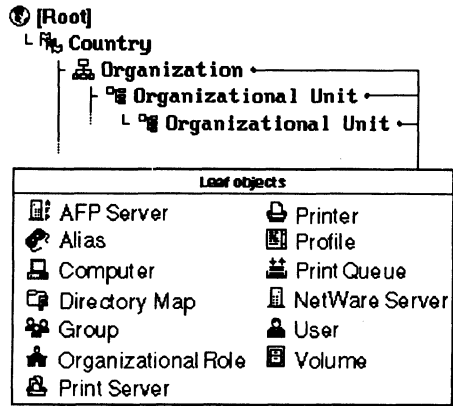 [Root]
Country
Organization
Organizational Unit
Organizational Unit
Leaf objects
AFP Server
Alias
Computer
Directory Map
Group
Organizational Role
Print Server
Printer
Profile
Print Queue
NetWare Server
User
Volume